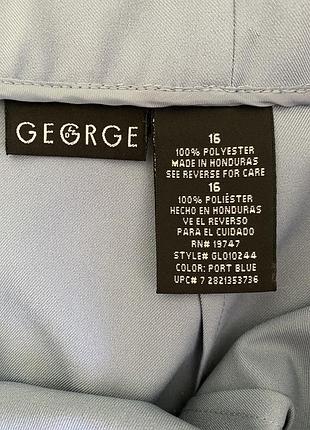 GEORGE
16
100% POLYESTER
MADE IN HONDURAS
SEE REVERSE FOR CARE
16
100% POLIÉSTER
HECHO EN HONDURAS
VE EL REVERSO
PARA EL CUIDADO
RN# 19747
STYLE# GL010244
COLOR: PORT BLUE
UPC# 7 2821353736